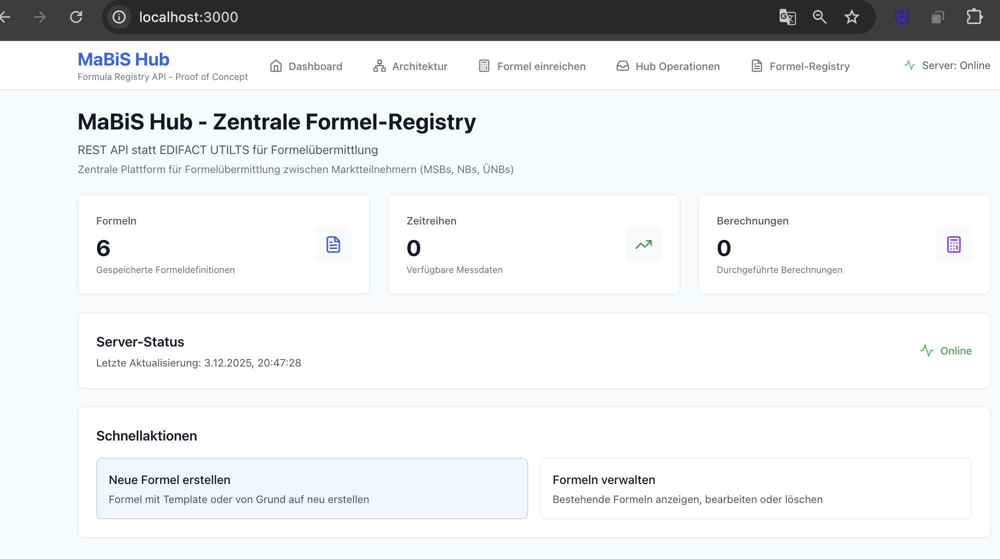 localhost:3000
MaBiS Hub
Formula Registry API - Proof of Concept
Dashboard
Architektur
Formel einreichen
Hub Operationen
Formel-Registry
Server: Online
MaBiS Hub - Zentrale Formel-Registry
REST API statt EDIFACT UTILTS für Formelübermittlung
Zentrale Plattform für Formelübermittlung zwischen Marktteilnehmern (MSBs, NBs, ÜNBs)
Formeln
6
Gespeicherte Formeldefinitionen
Zeitreihen
0
Verfügbare Messdaten
Berechnungen
0
Durchgeführte Berechnungen
Server-Status
Letzte Aktualisierung: 3.12.2025, 20:47:28
Online
Schnellaktionen
Neue Formel erstellen
Formel mit Template oder von Grund auf neu erstellen
Formeln verwalten
Bestehende Formeln anzeigen, bearbeiten oder löschen